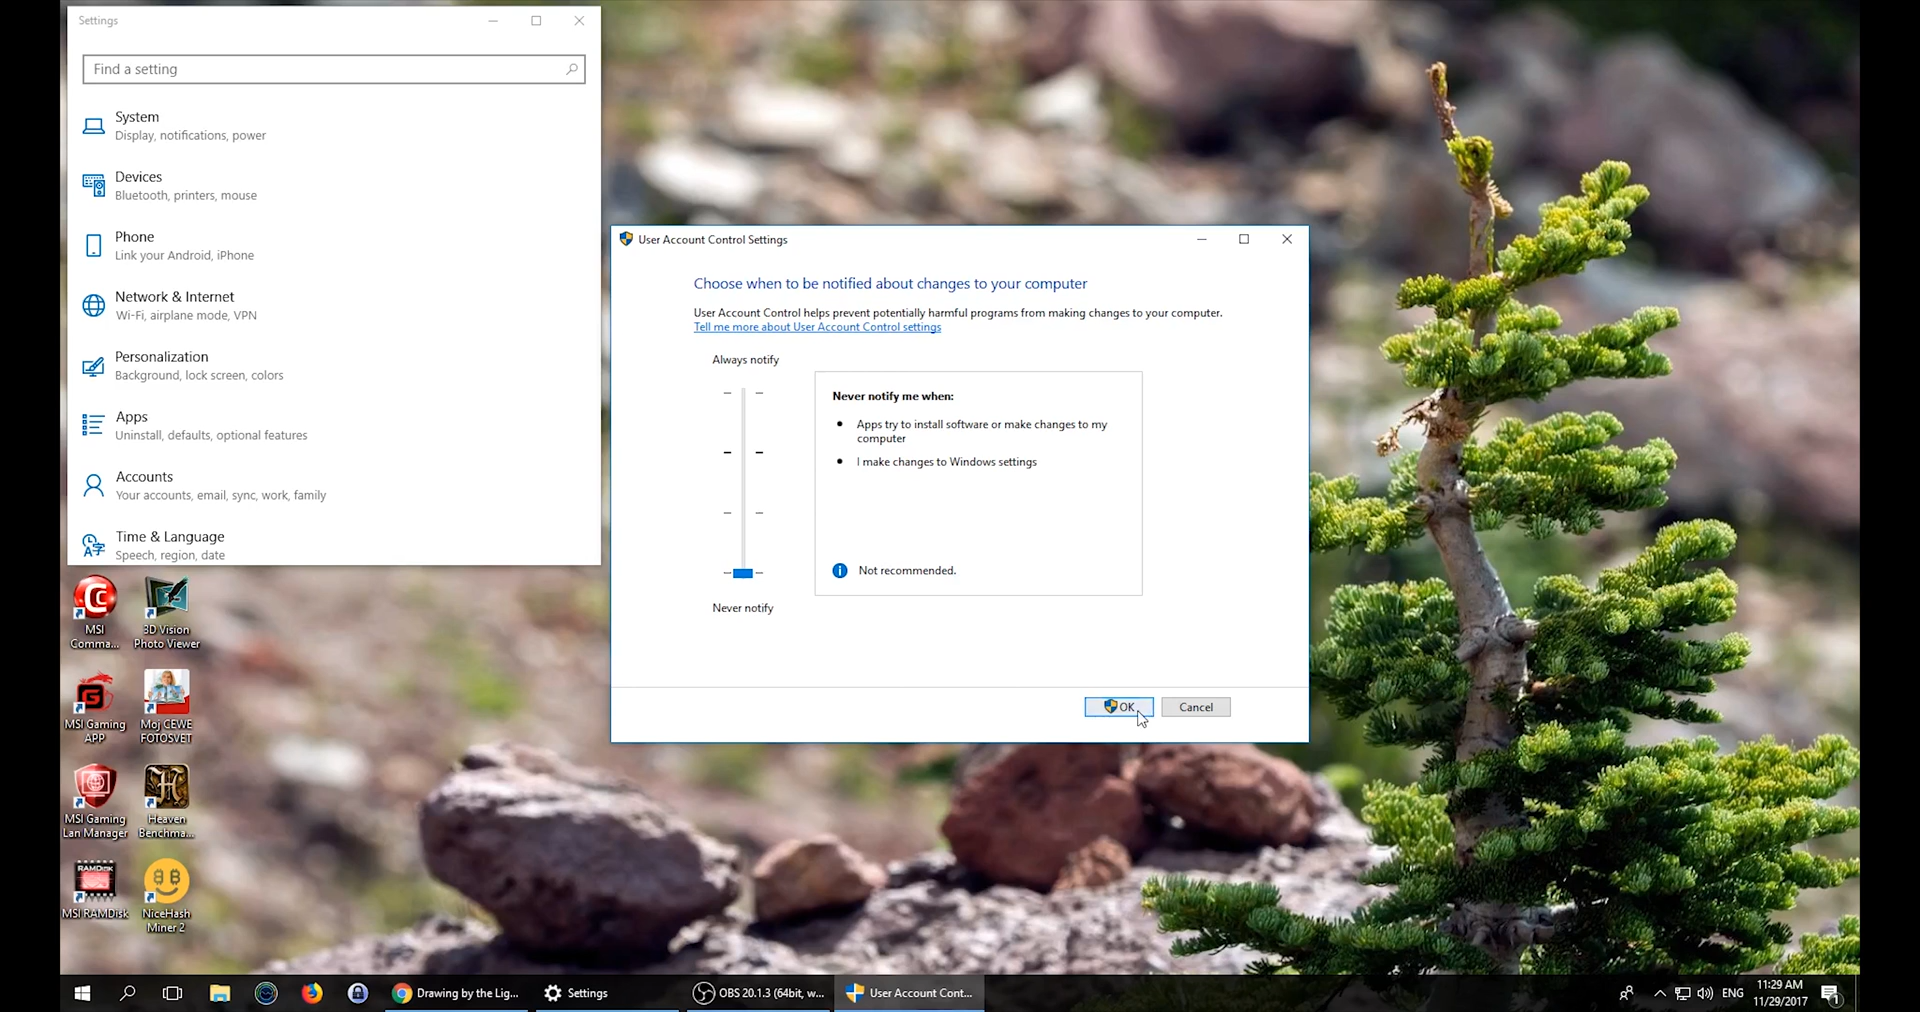 Settings
Find a setting
System
Display, notifications, power
Devices
Bluetooth, printers, mouse
Phone
Link your Android, iPhone
Network & Internet
Wi-Fi, airplane mode, VPN
Personalization
Background, lock screen, colors
Apps
Uninstall, defaults, optional features
Accounts
Your accounts, email, sync, work, family
Time & Language
Speech, region, date
User Account Control Settings
Choose when to be notified about changes to your computer
User Account Control helps prevent potentially harmful programs from making changes to your computer.
Tell me more about User Account Control settings
Always notify
Never notify me when:
Apps try to install software or make changes to my
computer
I make changes to Windows settings
Not recommended.
Never notify
OK
Cancel
MSI
Comma...
3D Vision
Photo Viewer
MSI Gaming
APP
Moj CEWE
FOTOSVET
MSI Gaming
Lan Manager
Heaven
Benchma...
RAMDisk
MSI RAMDisk
NiceHash
Miner 2
Drawing by the Lig...
Settings
OBS 20.1.3 (64bit, w...
User Account Cont...
ENG
11:29 AM
11/29/2017
1